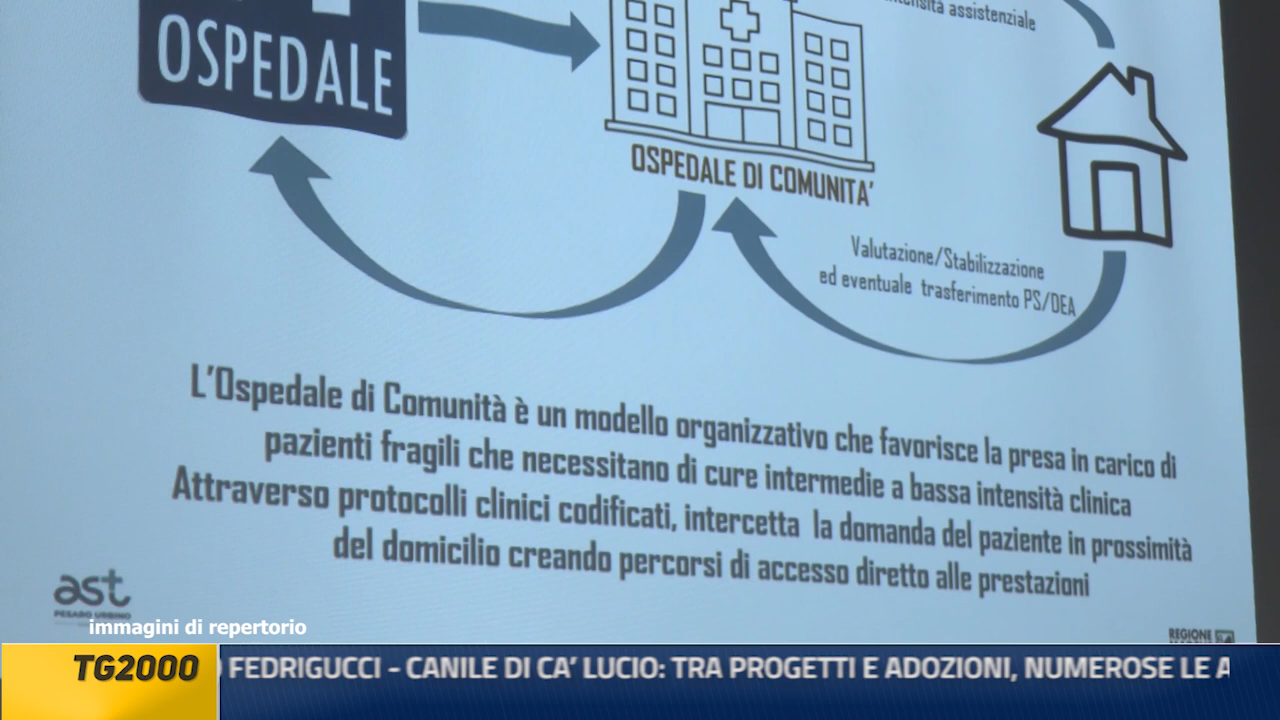 intensità assistenziale
OSPEDALE
OSPEDALE DI COMUNITA'
Valutazione/Stabilizzazione
ed eventuale trasferimento PS/DEA
L'Ospedale di Comunità è un modello organizzativo che favorisce la presa in carico di
pazienti fragili che necessitano di cure intermedie a bassa intensità clinica
Attraverso protocolli clinici codificati, intercetta la domanda del paziente in prossimità
del domicilio creando percorsi di accesso diretto alle prestazioni
ast
PESARO URBINO
REGIONE
immagini di repertorio
TG2000
) FEDRIGUCCI - CANILE DI CA' LUCIO: TRA PROGETTI E ADOZIONI, NUMEROSE LE A